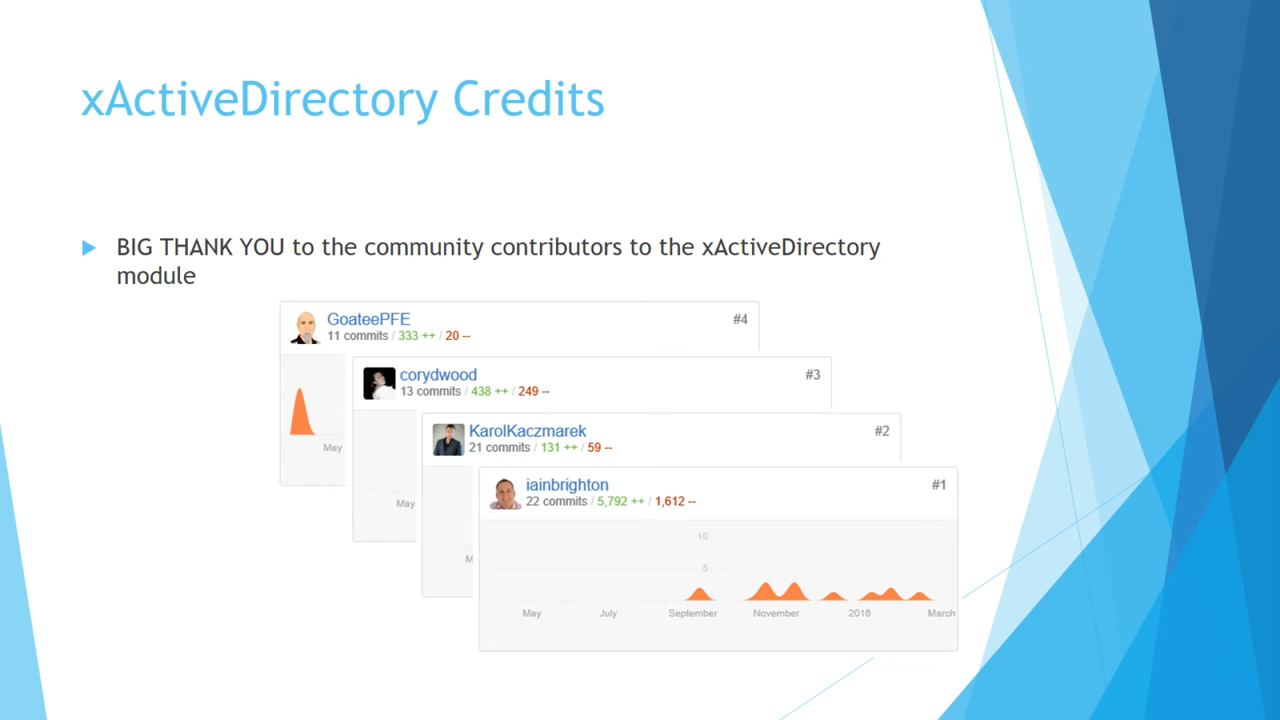 xActiveDirectory Credits
BIG THANK YOU to the community contributors to the xActiveDirectory
module
GoateePFE
#4
11 commits / 333 ++ / 20 --
May
corydwood
#3
13 commits / 438 ++ / 249 --
May
KarolKaczmarek
#2
21 commits / 131 ++ / 59 --
M
iainbrighton
#1
22 commits / 5,792 ++ / 1,612 --
10
5
May July September November 2016 March